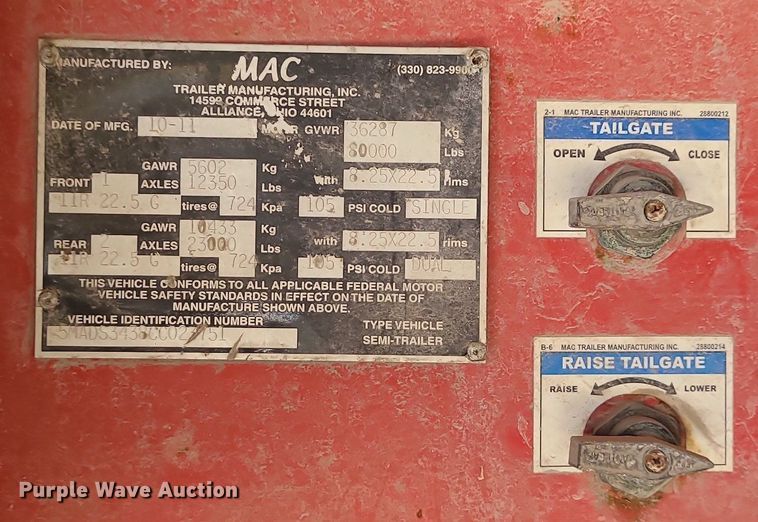 MANUFACTURED BY: MAC (330) 823-9900
TRAILER MANUFACTURING, INC.
14599 COMMERCE STREET
ALLIANCE, OHIO 44601
DATE OF MFG. 10-11 MOTOR GVWR 36287 Kg
80000 Lbs
GAWR 5602 Kg
FRONT 1 AXLES 12350 Lbs with 8.25X22.5 rims
11R 22.5 G tires@ 724 Kpa 105 PSI COLD SINGLE
GAWR 10433 Kg
REAR 2 AXLES 23000 Lbs with 8.25X22.5 rims
11R 22.5 G tires@ 724 Kpa 105 PSI COLD DUAL
THIS VEHICLE CONFORMS TO ALL APPLICABLE FEDERAL MOTOR
VEHICLE SAFETY STANDARDS IN EFFECT ON THE DATE OF
MANUFACTURE SHOWN ABOVE.
VEHICLE IDENTIFICATION NUMBER TYPE VEHICLE
SEMI-TRAILER
2-1 MAC TRAILER MANUFACTURING INC. 28800212
TAILGATE
OPEN CLOSE
B-6 MAC TRAILER MANUFACTURING INC. 28800214
RAISE TAILGATE
RAISE LOWER
Purple Wave Auction